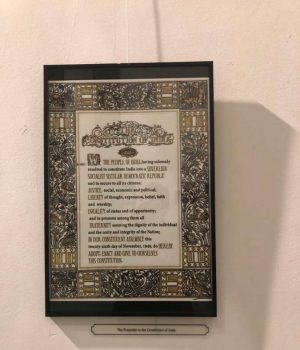 CONSTITUTION OF INDIA
WE, THE PEOPLE OF INDIA, having solemnly
resolved to constitute India into a SOVEREIGN
SOCIALIST SECULAR DEMOCRATIC REPUBLIC
and to secure to all its citizens:
JUSTICE, social, economic and political;
LIBERTY of thought, expression, belief, faith
and worship;
EQUALITY of status and of opportunity;
and to promote among them all
FRATERNITY assuring the dignity of the individual
and the unity and integrity of the Nation;
IN OUR CONSTITUENT ASSEMBLY this
twenty-sixth day of November, 1949, do HEREBY
ADOPT, ENACT AND GIVE TO OURSELVES
THIS CONSTITUTION.
The Preamble to the Constitution of India